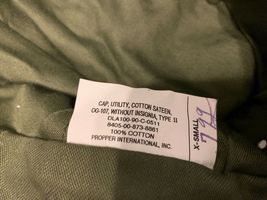 CAP, UTILITY, COTTON SATEEN,
OG-107, WITHOUT INSIGNIA, TYPE II
DLA100-90-C-0511
8405-00-873-8861
100% COTTON
PROPPER INTERNATIONAL, INC.
X-SMALL